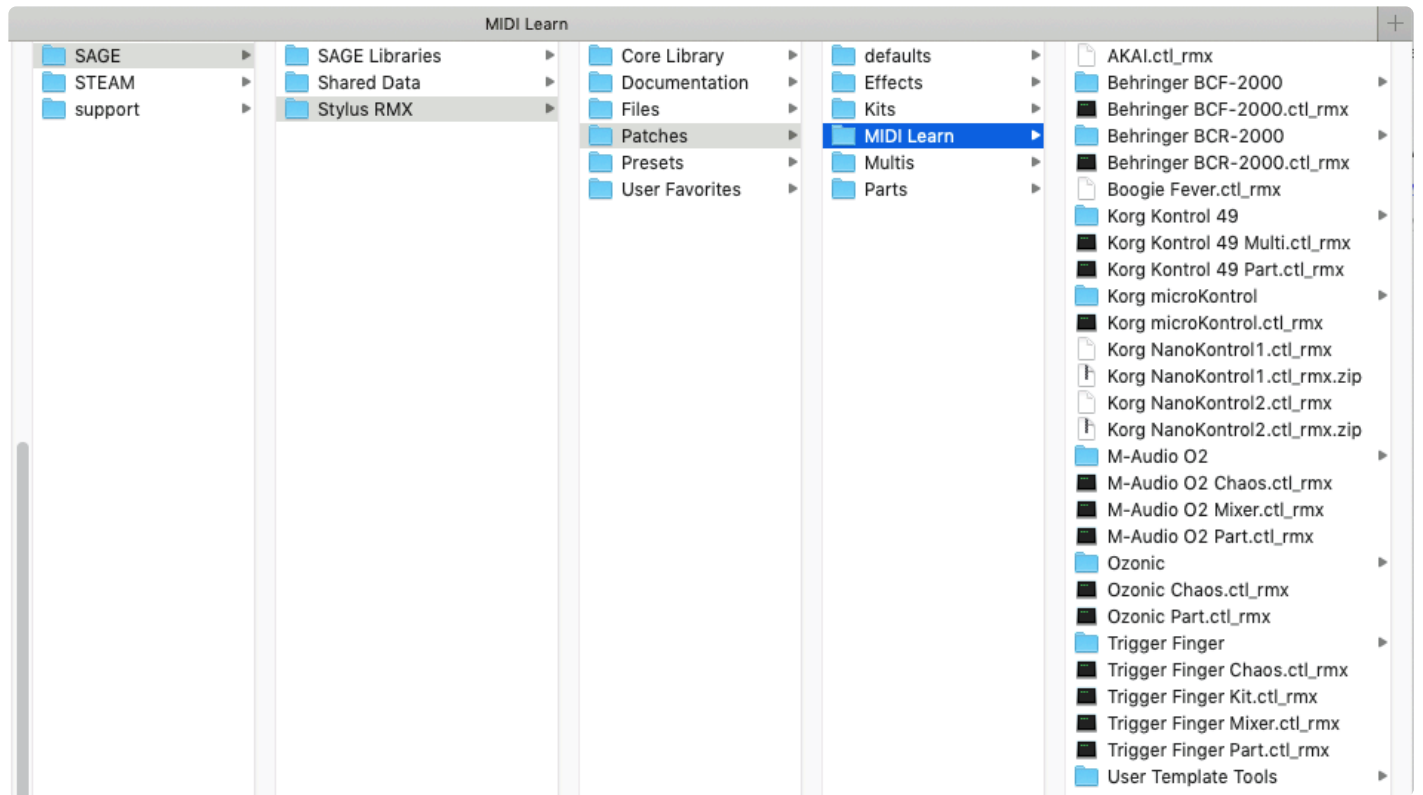 MIDI Learn
SAGE
STEAM
support
SAGE Libraries
Shared Data
Stylus RMX
Core Library
Documentation
Files
Patches
Presets
User Favorites
defaults
Effects
Kits
MIDI Learn
Multis
Parts
AKAI.ctl_rmx
Behringer BCF-2000
Behringer BCF-2000.ctl_rmx
Behringer BCR-2000
Behringer BCR-2000.ctl_rmx
Boogie Fever.ctl_rmx
Korg Kontrol 49
Korg Kontrol 49 Multi.ctl_rmx
Korg Kontrol 49 Part.ctl_rmx
Korg microKontrol
Korg microKontrol.ctl_rmx
Korg NanoKontrol1.ctl_rmx
Korg NanoKontrol1.ctl_rmx.zip
Korg NanoKontrol2.ctl_rmx
Korg NanoKontrol2.ctl_rmx.zip
M-Audio O2
M-Audio O2 Chaos.ctl_rmx
M-Audio O2 Mixer.ctl_rmx
M-Audio O2 Part.ctl_rmx
Ozonic
Ozonic Chaos.ctl_rmx
Ozonic Part.ctl_rmx
Trigger Finger
Trigger Finger Chaos.ctl_rmx
Trigger Finger Kit.ctl_rmx
Trigger Finger Mixer.ctl_rmx
Trigger Finger Part.ctl_rmx
User Template Tools